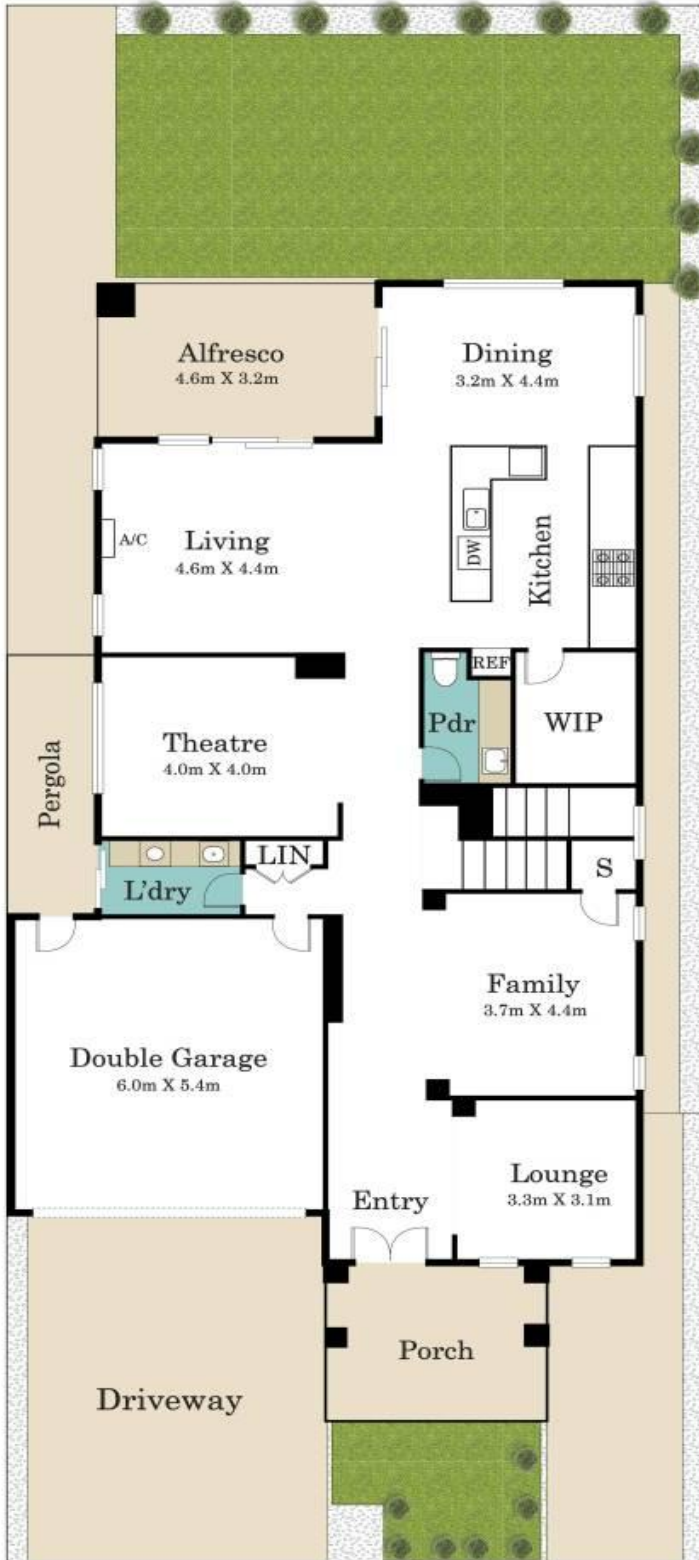 Alfresco
4.6m X 3.2m
Dining
3.2m X 4.4m
A/C
Living
4.6m X 4.4m
DW
Kitchen
REF
Pdr
WIP
Theatre
4.0m X 4.0m
Pergola
LIN
L'dry
S
Family
3.7m X 4.4m
Double Garage
6.0m X 5.4m
Lounge
3.3m X 3.1m
Entry
Porch
Driveway